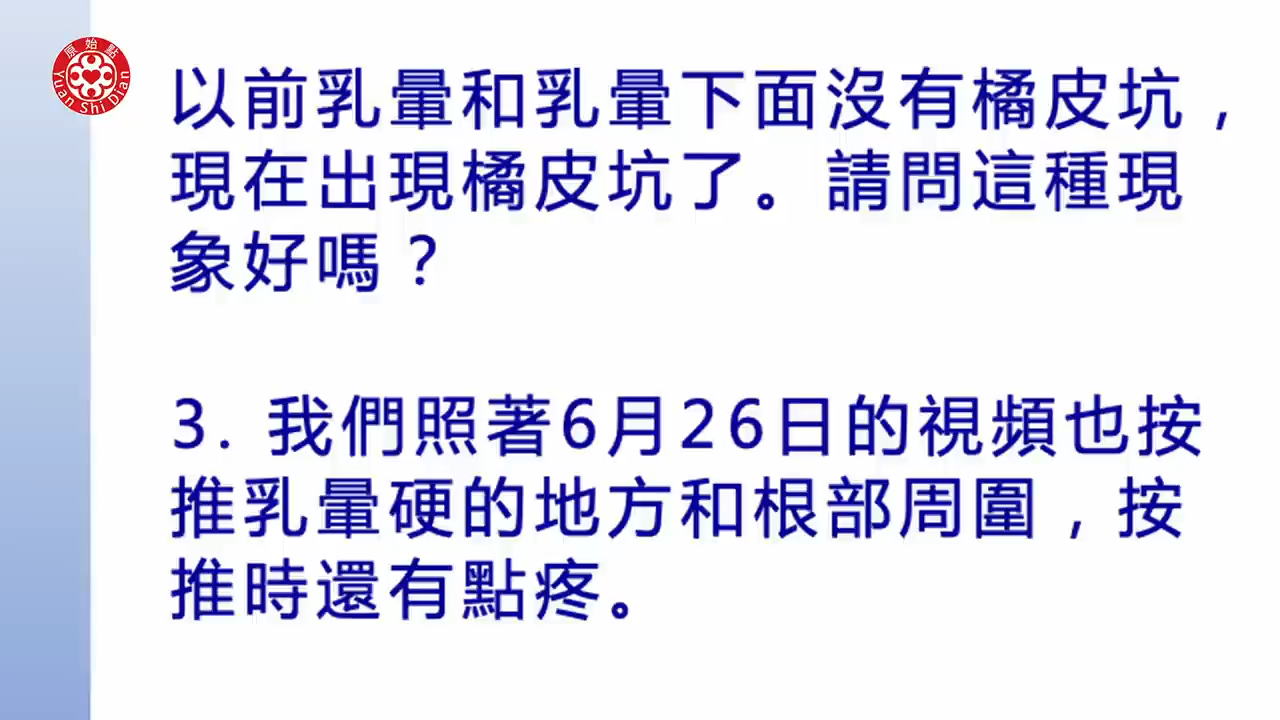 原始點
Yuan Shi Dian
以前乳暈和乳暈下面沒有橘皮坑，
現在出現橘皮坑了。請問這種現
象好嗎？
3. 我們照著6月26日的視頻也按
推乳暈硬的地方和根部周圍，按
推時還有點疼。